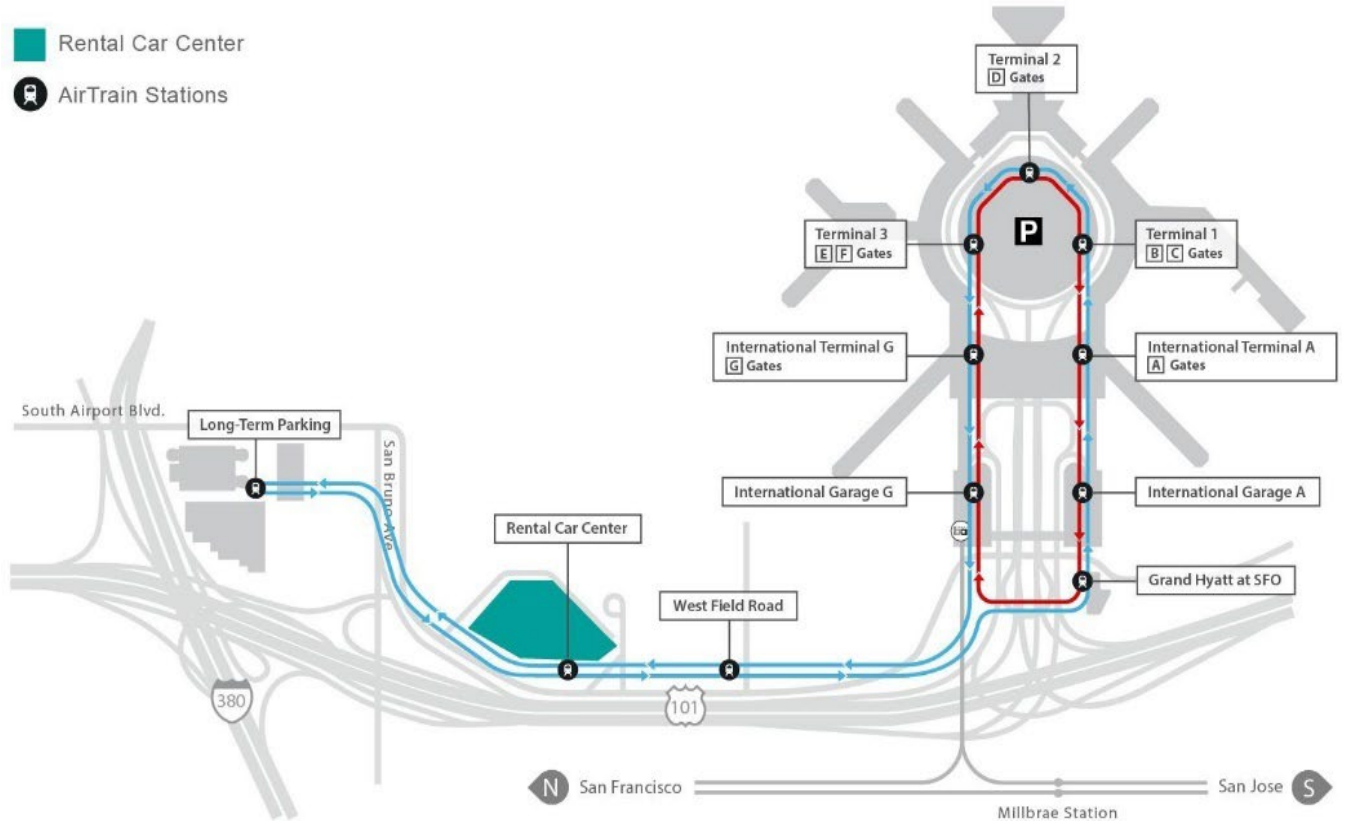 Rental Car Center
AirTrain Stations
Terminal 2
D Gates
P
Terminal 3
E F Gates
Terminal 1
B C Gates
International Terminal G
G Gates
International Terminal A
A Gates
South Airport Blvd.
Long-Term Parking
San Bruno Ave
International Garage G
International Garage A
Rental Car Center
Grand Hyatt at SFO
West Field Road
380
101
N San Francisco
San Jose S
Millbrae Station